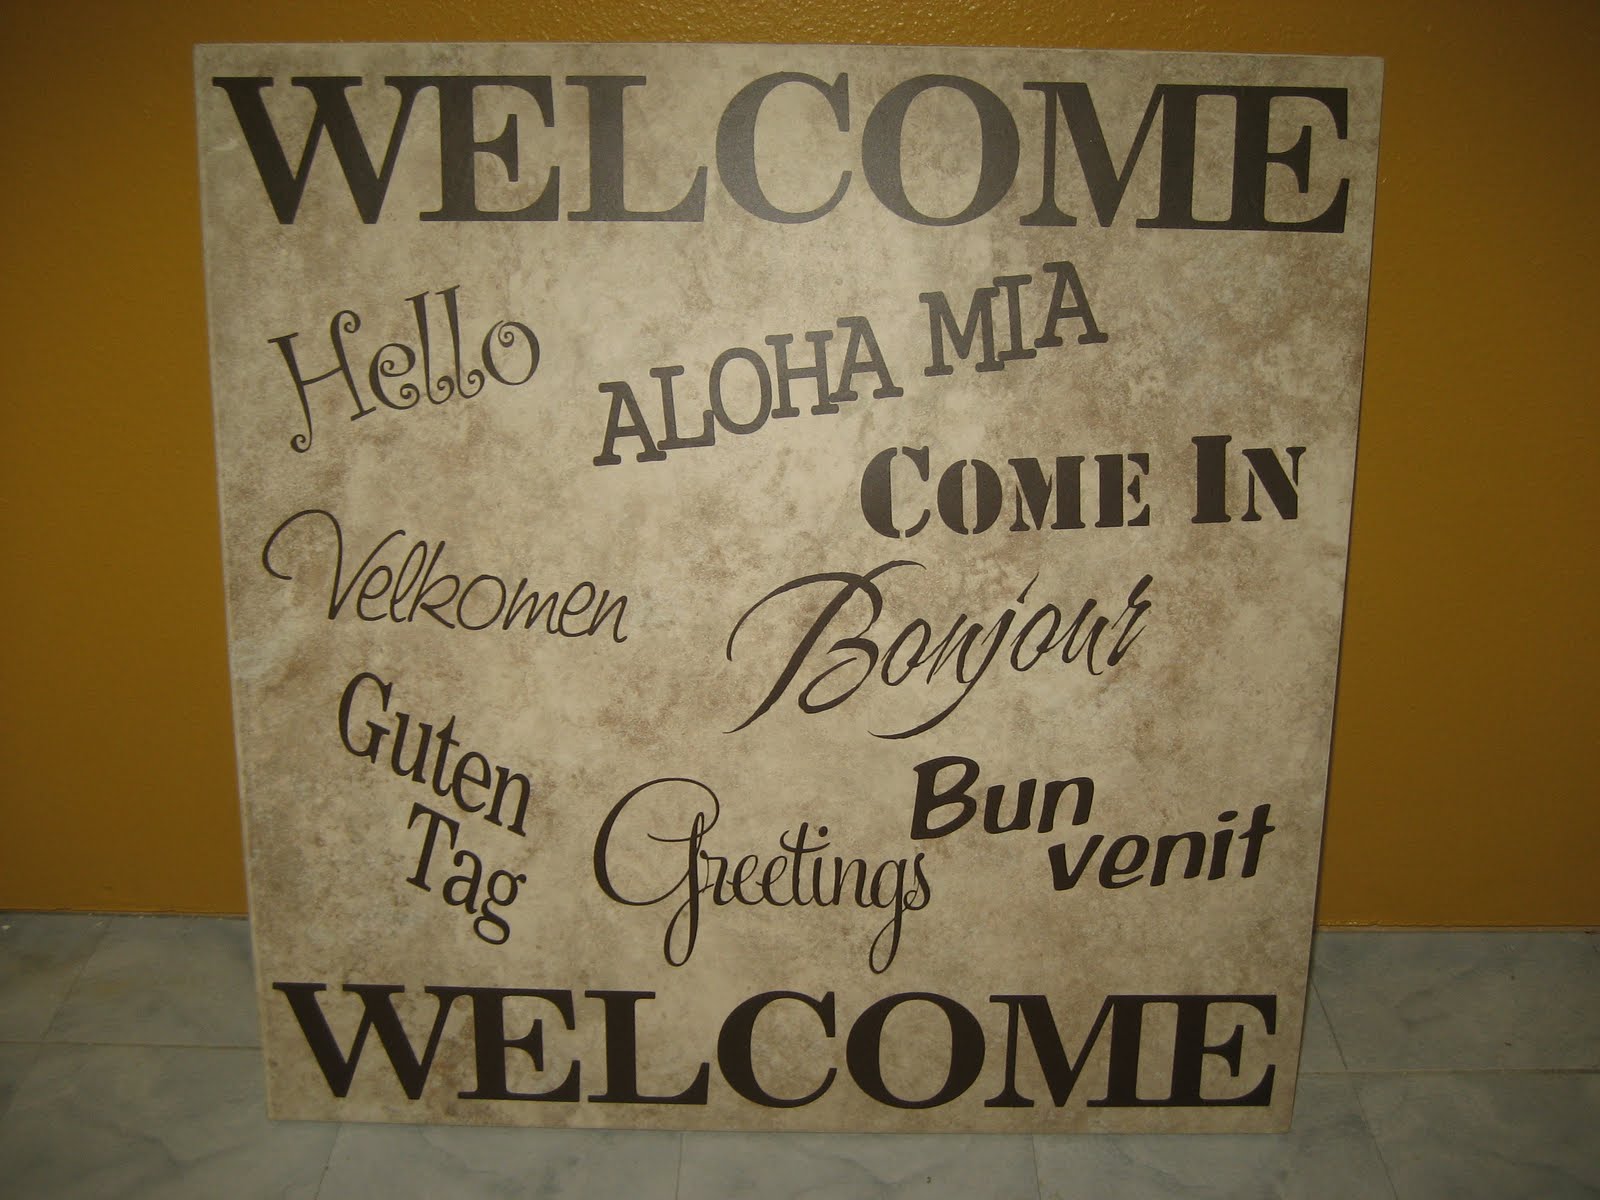 WELCOME
Hello
ALOHA MIA
COME IN
Velkomen
Bonjour
Guten
Tag
Greetings
Bun
venit
WELCOME